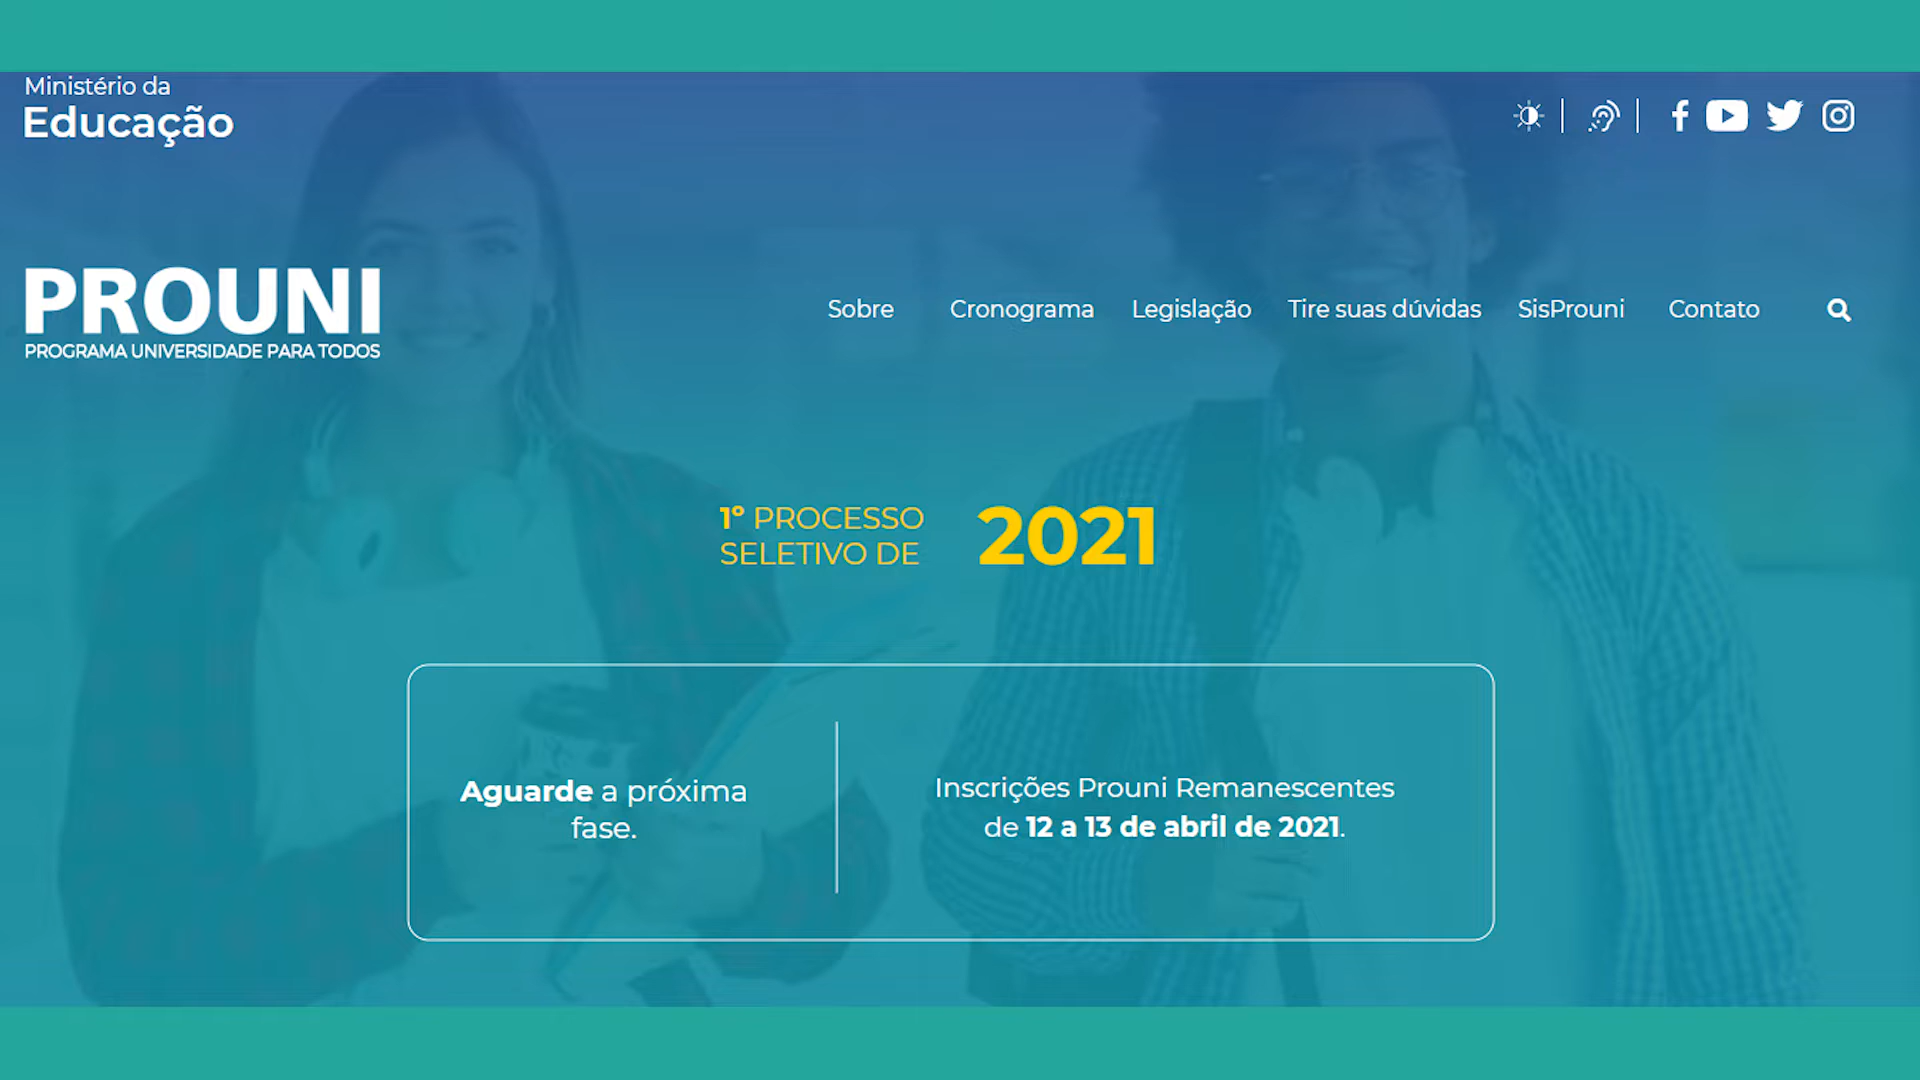 Ministério da
Educação
PROUNI
PROGRAMA UNIVERSIDADE PARA TODOS
Sobre Cronograma Legislação Tire suas dúvidas SisProuni Contato
1º PROCESSO
SELETIVO DE 2021
Aguarde a próxima
fase.
Inscrições Prouni Remanescentes
de 12 a 13 de abril de 2021.